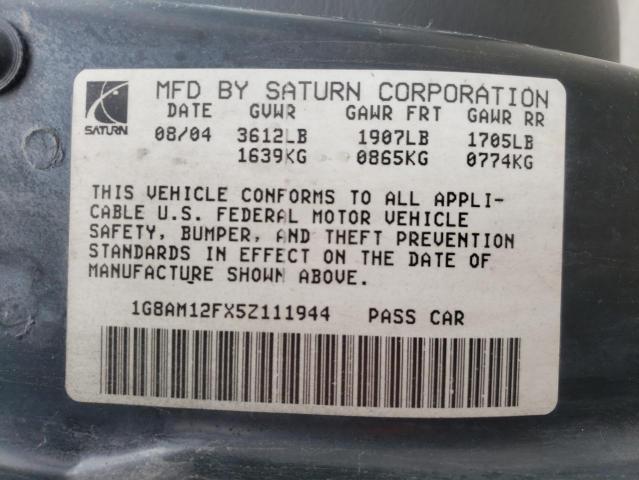 MFD BY SATURN CORPORATION
SATURN
DATE GVWR GAWR FRT GAWR RR
08/04 3612LB 1907LB 1705LB
1639KG 0865KG 0774KG
THIS VEHICLE CONFORMS TO ALL APPLI-
CABLE U.S. FEDERAL MOTOR VEHICLE
SAFETY, BUMPER, AND THEFT PREVENTION
STANDARDS IN EFFECT ON THE DATE OF
MANUFACTURE SHOWN ABOVE.
1G8AM12FX5Z111944 PASS CAR